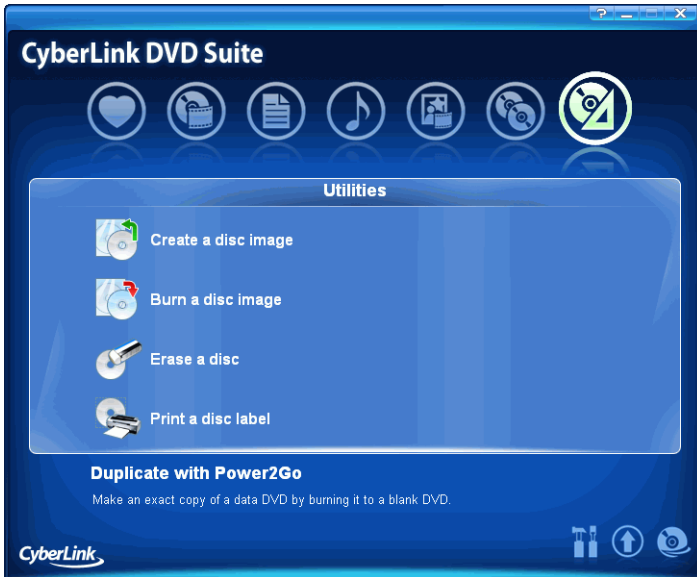 CyberLink DVD Suite
Utilities
Create a disc image
Burn a disc image
Erase a disc
Print a disc label
Duplicate with Power2Go
Make an exact copy of a data DVD by burning it to a blank DVD.
CyberLink